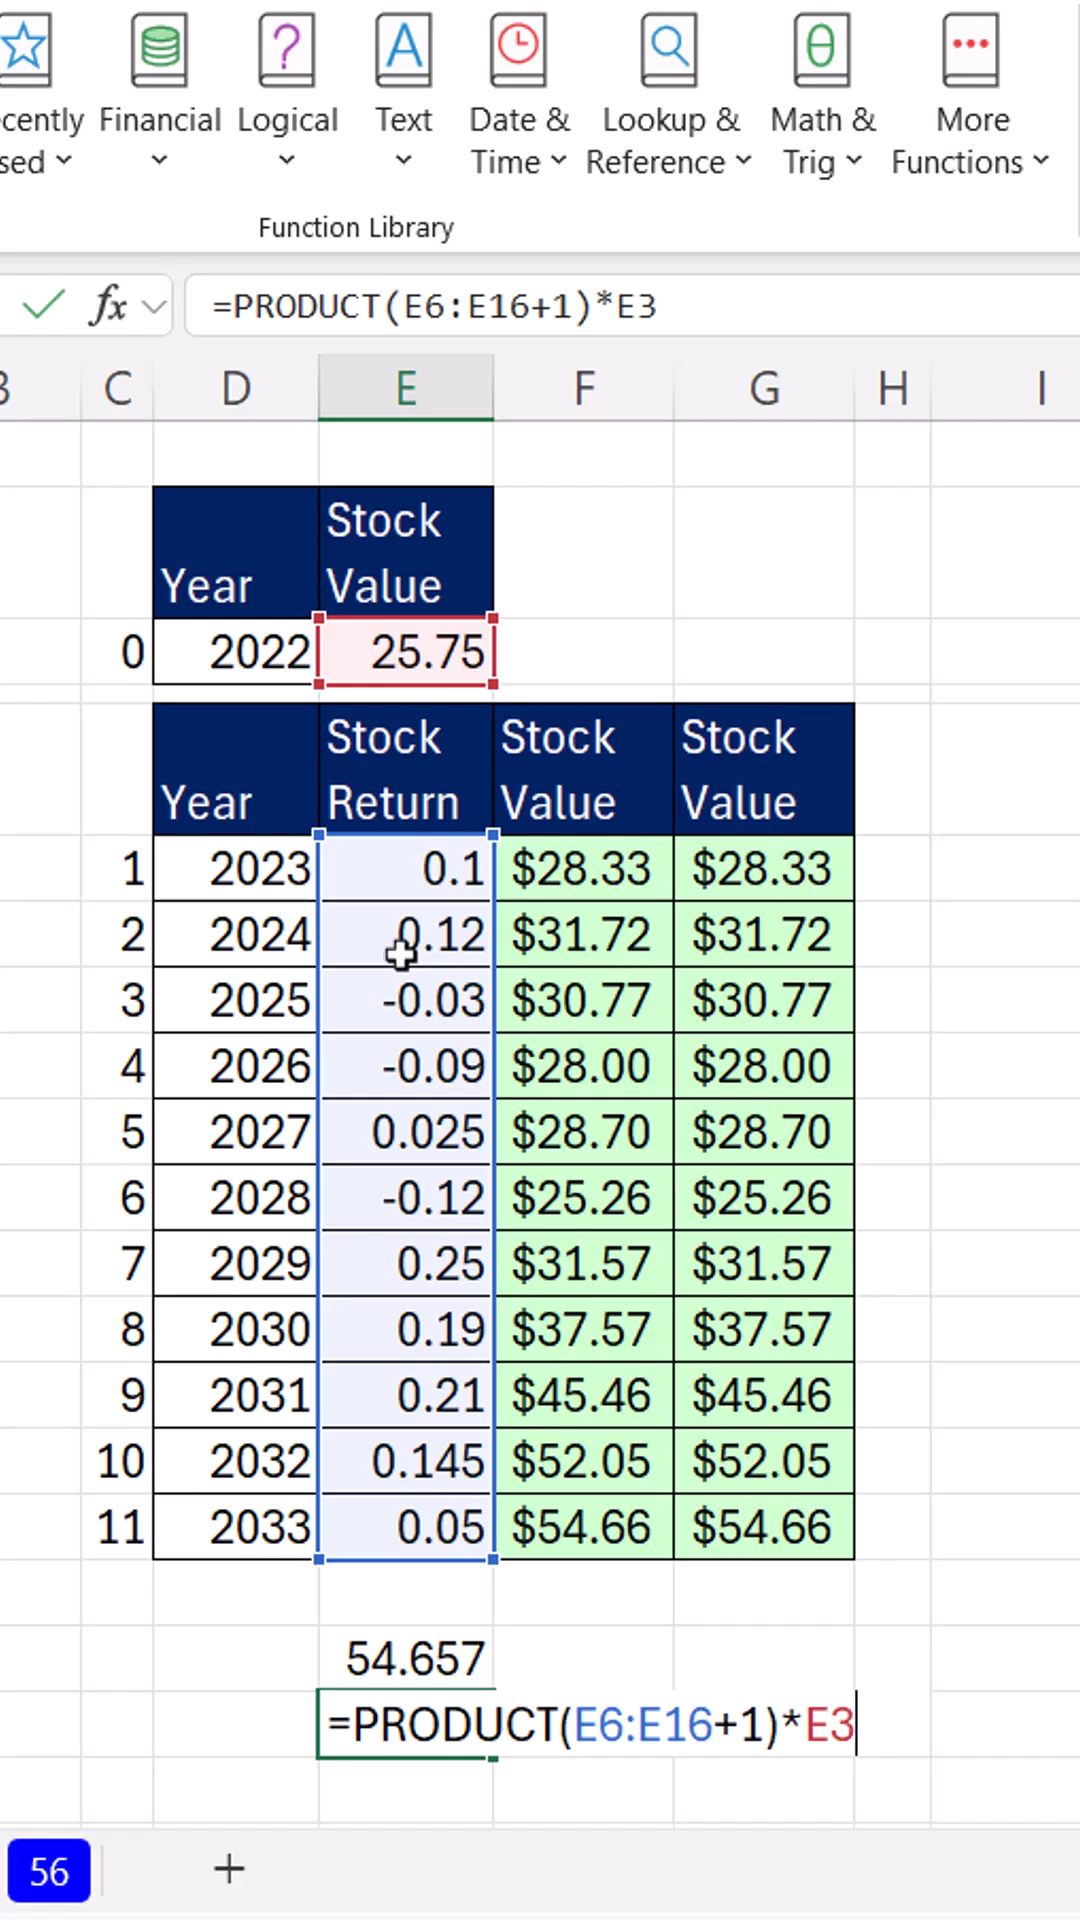 cently Financial Logical Text Date & Lookup & Math & More
sed Time Reference Trig Functions
Function Library
fx =PRODUCT(E6:E16+1)*E3
C D E F G H I
Stock
Year Value
0 2022 25.75
Stock Stock Stock
Year Return Value Value
1 2023 0.1 $28.33 $28.33
2 2024 0.12 $31.72 $31.72
3 2025 -0.03 $30.77 $30.77
4 2026 -0.09 $28.00 $28.00
5 2027 0.025 $28.70 $28.70
6 2028 -0.12 $25.26 $25.26
7 2029 0.25 $31.57 $31.57
8 2030 0.19 $37.57 $37.57
9 2031 0.21 $45.46 $45.46
10 2032 0.145 $52.05 $52.05
11 2033 0.05 $54.66 $54.66
54.657
=PRODUCT(E6:E16+1)*E3
56 +